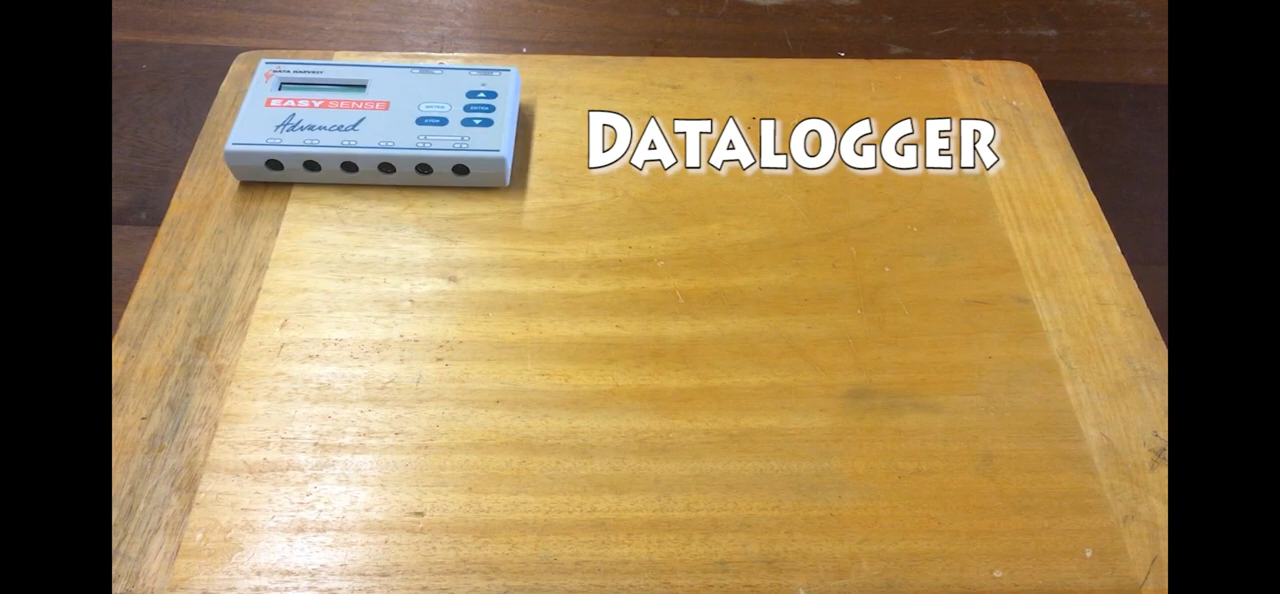 DATA HARVEST
EASY SENSE
Advanced
METER
ENTER
STOP
DATALOGGER